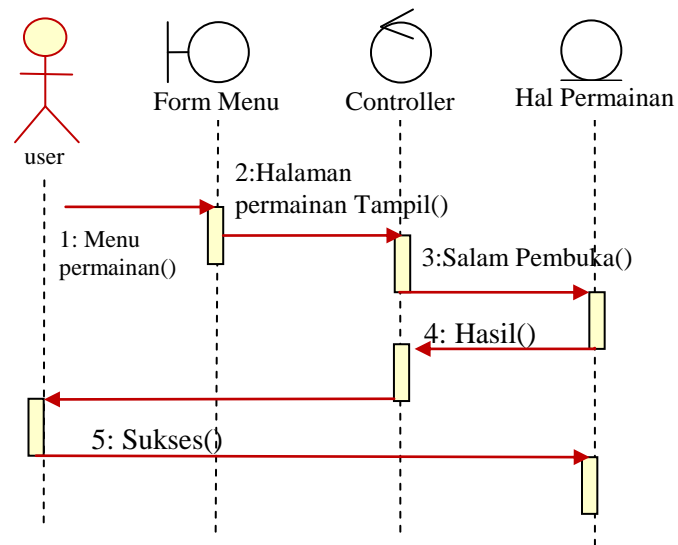 Form Menu
Controller
Hal Permainan
user
2:Halaman
permainan Tampil()
1: Menu
permainan()
3:Salam Pembuka()
4: Hasil()
5: Sukses()